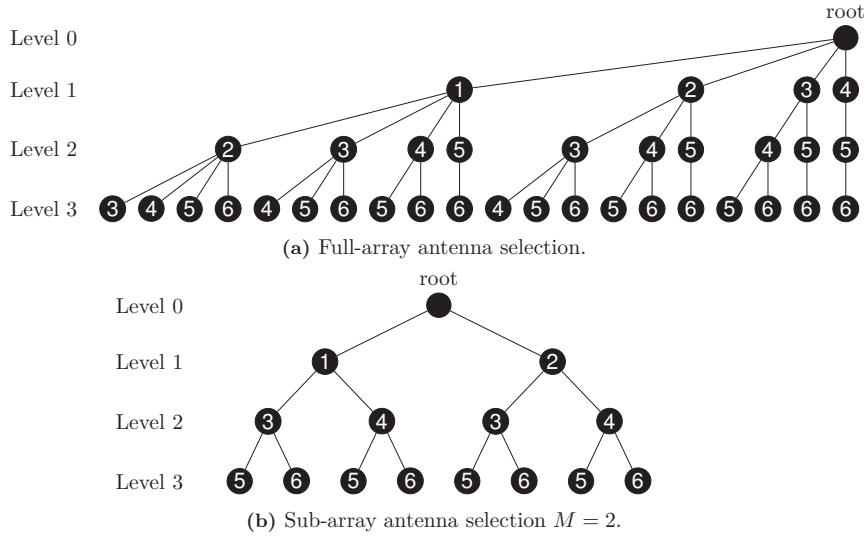 root
Level 0
Level 1 1 2 3 4
Level 2 2 3 4 5 3 4 5 4 5 5
Level 3 3 4 5 6 4 5 6 5 6 6 4 5 6 5 6 6 5 6 6 6
(a) Full-array antenna selection.
root
Level 0
Level 1 1 2
Level 2 3 4 3 4
Level 3 5 6 5 6 5 6 5 6
(b) Sub-array antenna selection M = 2.